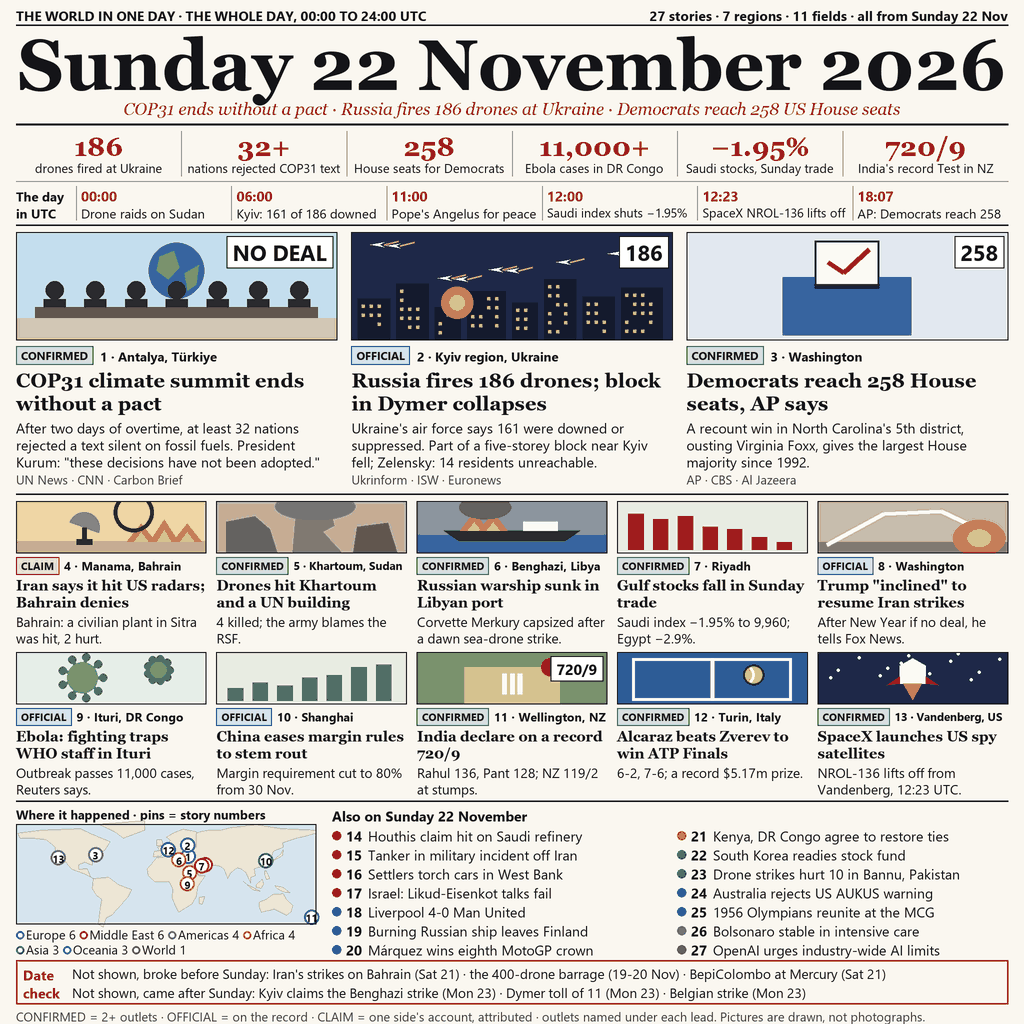 THE WORLD IN ONE DAY · THE WHOLE DAY, 00:00 TO 24:00 UTC
27 stories · 7 regions · 11 fields · all from Sunday 22 Nov
Sunday 22 November 2026
COP31 ends without a pact · Russia fires 186 drones at Ukraine · Democrats reach 258 US House seats
186
drones fired at Ukraine
32+
nations rejected COP31 text
258
House seats for Democrats
11,000+
Ebola cases in DR Congo
−1.95%
Saudi stocks, Sunday trade
720/9
India's record Test in NZ
The day
in UTC
00:00
Drone raids on Sudan
06:00
Kyiv: 161 of 186 downed
11:00
Pope's Angelus for peace
12:00
Saudi index shuts −1.95%
12:23
SpaceX NROL-136 lifts off
18:07
AP: Democrats reach 258
NO DEAL
CONFIRMED 1 · Antalya, Türkiye
COP31 climate summit ends
without a pact
After two days of overtime, at least 32 nations
rejected a text silent on fossil fuels. President
Kurum: "these decisions have not been adopted."
UN News · CNN · Carbon Brief
186
OFFICIAL 2 · Kyiv region, Ukraine
Russia fires 186 drones; block
in Dymer collapses
Ukraine's air force says 161 were downed or
suppressed. Part of a five-storey block near Kyiv
fell; Zelensky: 14 residents unreachable.
Ukrinform · ISW · Euronews
258
CONFIRMED 3 · Washington
Democrats reach 258 House
seats, AP says
A recount win in North Carolina's 5th district,
ousting Virginia Foxx, gives the largest House
majority since 1992.
AP · CBS · Al Jazeera
CLAIM 4 · Manama, Bahrain
Iran says it hit US radars;
Bahrain denies
Bahrain: a civilian plant in Sitra
was hit, 2 hurt.
CONFIRMED 5 · Khartoum, Sudan
Drones hit Khartoum
and a UN building
4 killed; the army blames the
RSF.
CONFIRMED 6 · Benghazi, Libya
Russian warship sunk in
Libyan port
Corvette Merkury capsized after
a dawn sea-drone strike.
CONFIRMED 7 · Riyadh
Gulf stocks fall in Sunday
trade
Saudi index −1.95% to 9,960;
Egypt −2.9%.
OFFICIAL 8 · Washington
Trump "inclined" to
resume Iran strikes
After New Year if no deal, he
tells Fox News.
OFFICIAL 9 · Ituri, DR Congo
Ebola: fighting traps
WHO staff in Ituri
Outbreak passes 11,000 cases,
Reuters says.
OFFICIAL 10 · Shanghai
China eases margin rules
to stem rout
Margin requirement cut to 80%
from 30 Nov.
720/9
CONFIRMED 11 · Wellington, NZ
India declare on a record
720/9
Rahul 136, Pant 128; NZ 119/2
at stumps.
CONFIRMED 12 · Turin, Italy
Alcaraz beats Zverev to
win ATP Finals
6-2, 7-6; a record $5.17m prize.
CONFIRMED 13 · Vandenberg, US
SpaceX launches US spy
satellites
NROL-136 lifts off from
Vandenberg, 12:23 UTC.
Where it happened · pins = story numbers
13
3
12
2
1
6
7
5
9
10
11
Europe 6 Middle East 6 Americas 4 Africa 4
Asia 3 Oceania 3 World 1
Also on Sunday 22 November
14 Houthis claim hit on Saudi refinery
15 Tanker in military incident off Iran
16 Settlers torch cars in West Bank
17 Israel: Likud-Eisenkot talks fail
18 Liverpool 4-0 Man United
19 Burning Russian ship leaves Finland
20 Márquez wins eighth MotoGP crown
21 Kenya, DR Congo agree to restore ties
22 South Korea readies stock fund
23 Drone strikes hurt 10 in Bannu, Pakistan
24 Australia rejects US AUKUS warning
25 1956 Olympians reunite at the MCG
26 Bolsonaro stable in intensive care
27 OpenAI urges industry-wide AI limits
Date
check
Not shown, broke before Sunday: Iran's strikes on Bahrain (Sat 21) · the 400-drone barrage (19-20 Nov) · BepiColombo at Mercury (Sat 21)
Not shown, came after Sunday: Kyiv claims the Benghazi strike (Mon 23) · Dymer toll of 11 (Mon 23) · Belgian strike (Mon 23)
CONFIRMED = 2+ outlets · OFFICIAL = on the record · CLAIM = one side's account, attributed · outlets named under each lead. Pictures are drawn, not photographs.